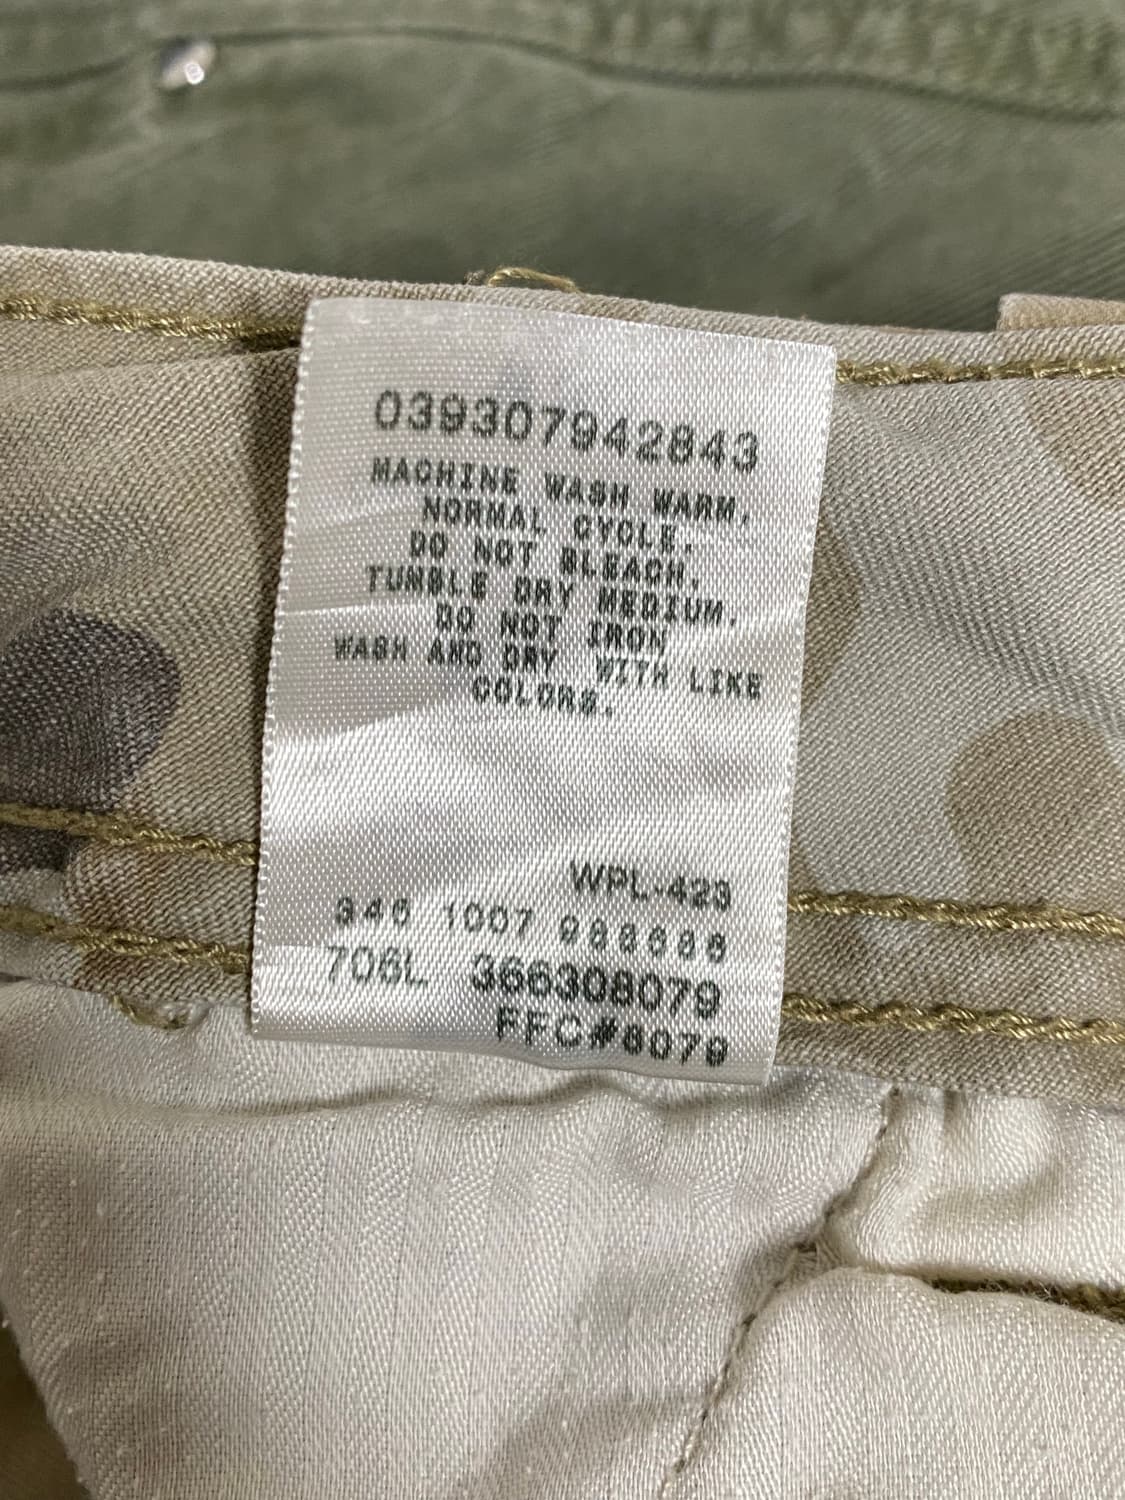 039307942843
MACHINE WASH WARM,
NORMAL CYCLE.
DO NOT BLEACH.
TUMBLE DRY MEDIUM.
DO NOT IRON
WASH AND DRY WITH LIKE
COLORS.
WPL-423
346 1007
706L 366308079
FFC#8079